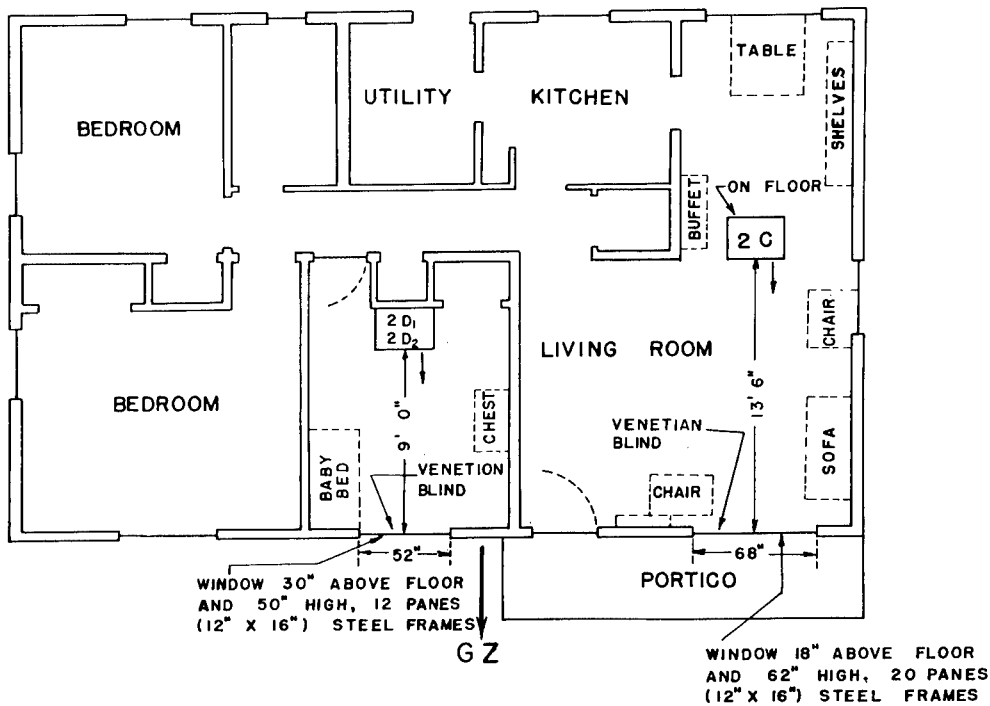 TABLE
SHELVES
UTILITY
KITCHEN
BEDROOM
BUFFET
ON FLOOR
2 C
2 D₁
2 D₂
CHAIR
LIVING ROOM
BEDROOM
9' 0"
CHEST
13' 6"
VENETIAN
BLIND
SOFA
BABY
BED
VENETION
BLIND
CHAIR
52"
68"
PORTICO
WINDOW 30" ABOVE FLOOR
AND 50" HIGH, 12 PANES
(12" X 16") STEEL FRAMES
GZ
WINDOW 18" ABOVE FLOOR
AND 62" HIGH, 20 PANES
(12" X 16") STEEL FRAMES